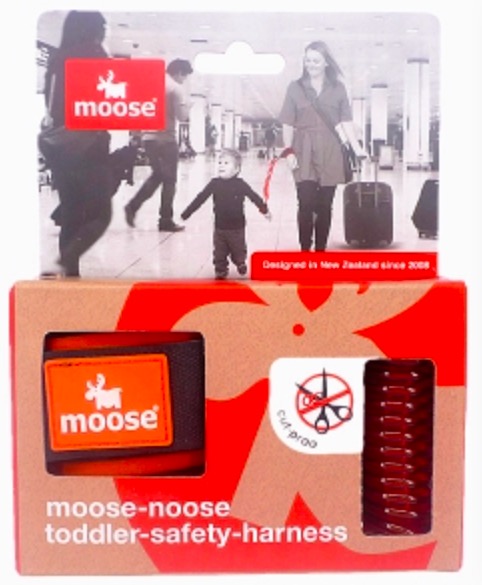 moose®
Designed in New Zealand since 2008
moose®
cut-proof
moose-noose
toddler-safety-harness